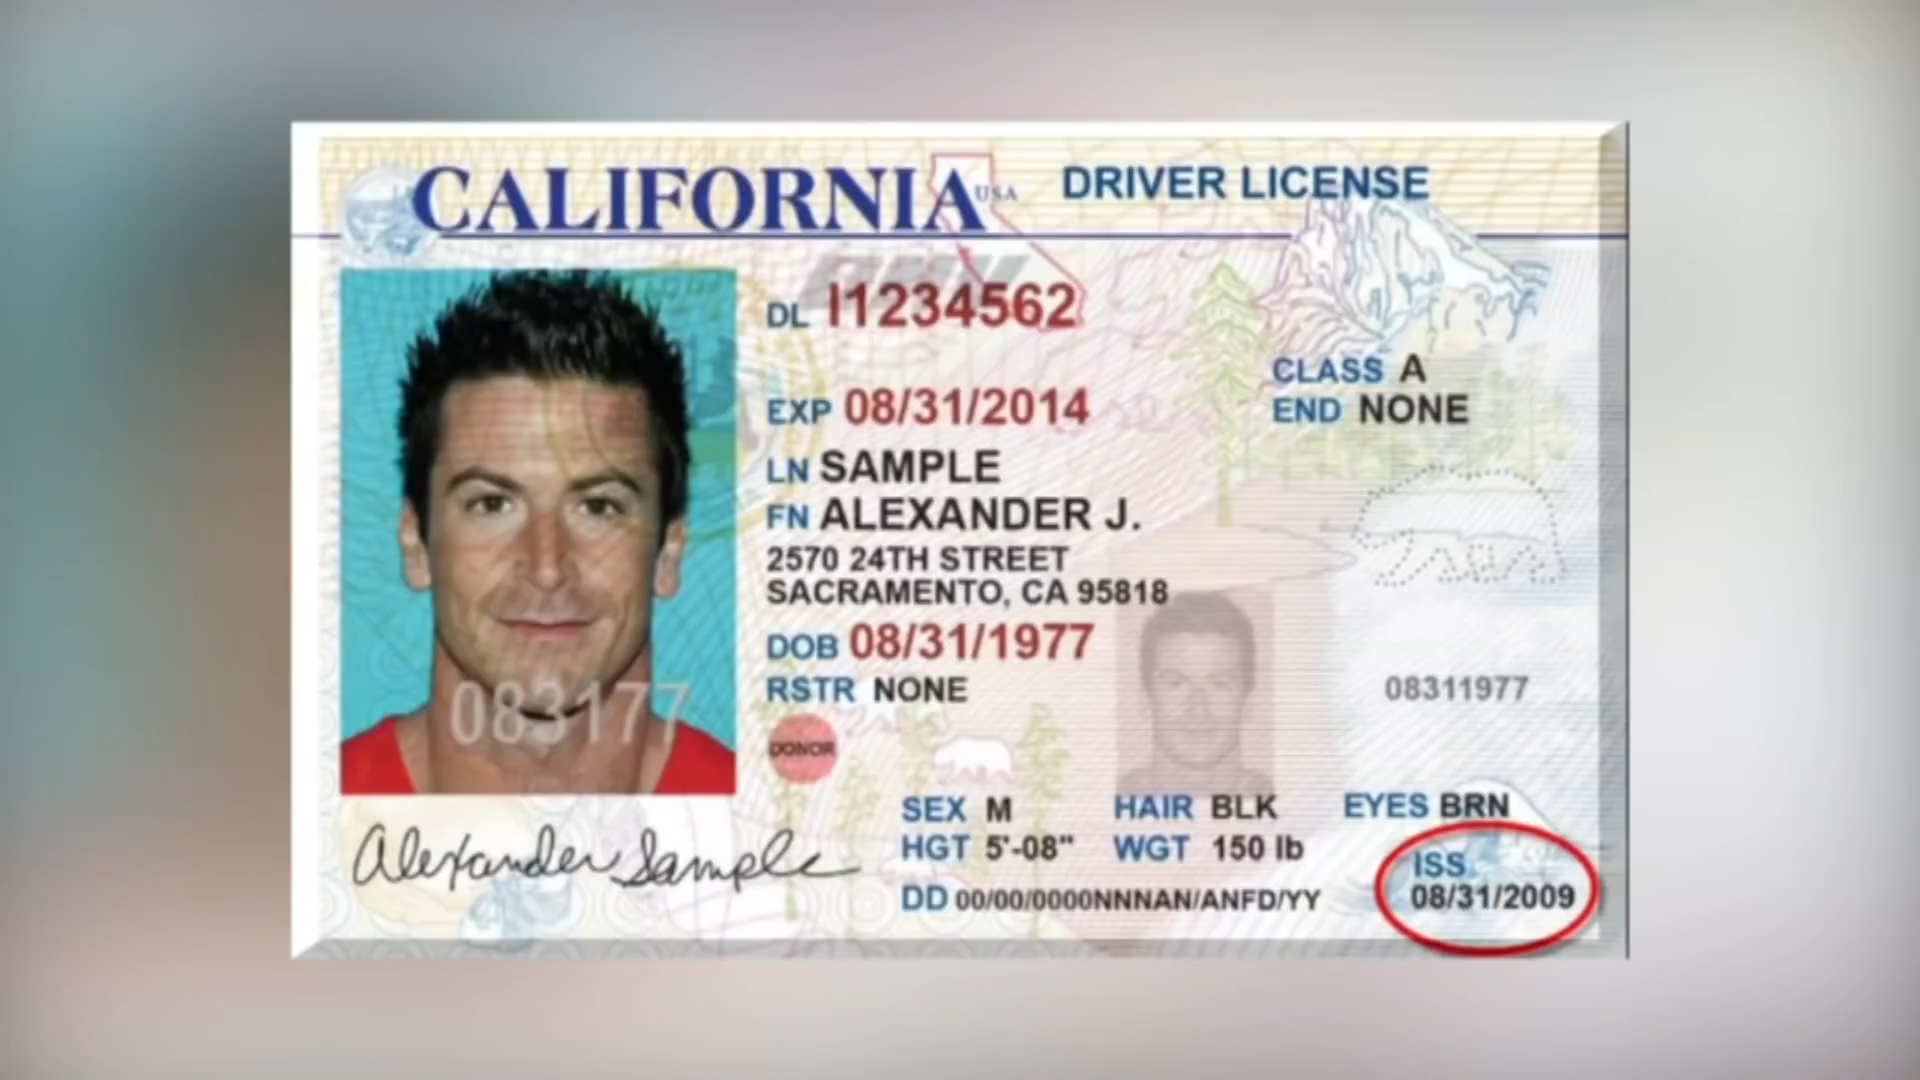 CALIFORNIA USA DRIVER LICENSE
DL I1234562
CLASS A
EXP 08/31/2014
END NONE
LN SAMPLE
FN ALEXANDER J.
2570 24TH STREET
SACRAMENTO, CA 95818
DOB 08/31/1977
RSTR NONE
08311977
083177
DONOR
SEX M HAIR BLK EYES BRN
HGT 5'-08" WGT 150 lb
ISS
08/31/2009
DD 00/00/0000NNNAN/ANFD/YY
Alexander Sample